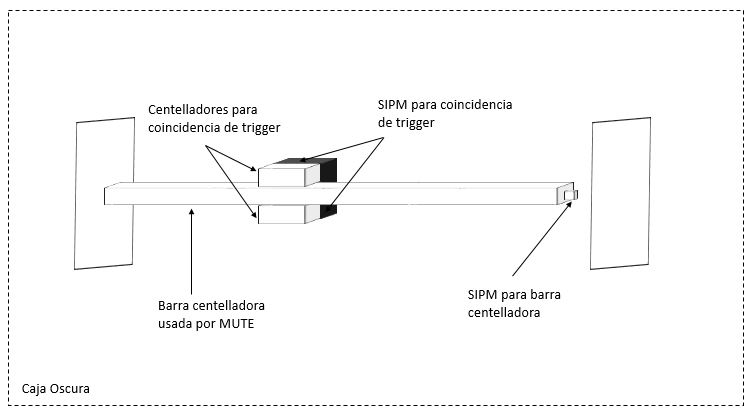 Centelladores para
coincidencia de trigger
SIPM para coincidencia
de trigger
Barra centelladora
usada por MUTE
SIPM para barra
centelladora
Caja Oscura